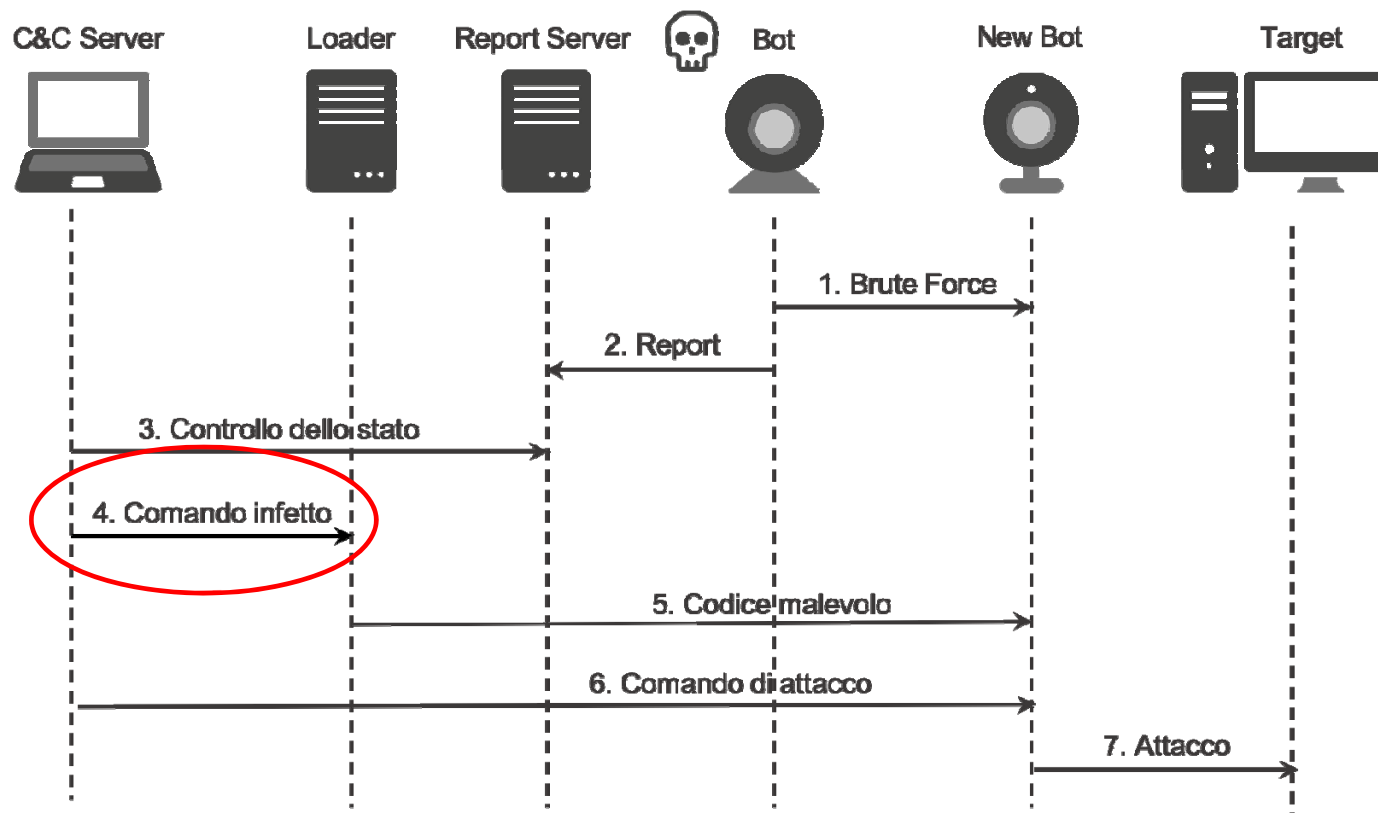 C&C Server
Loader
Report Server
Bot
New Bot
Target
1. Brute Force
2. Report
3. Controllo dello stato
4. Comando infetto
5. Codice malevolo
6. Comando di attacco
7. Attacco